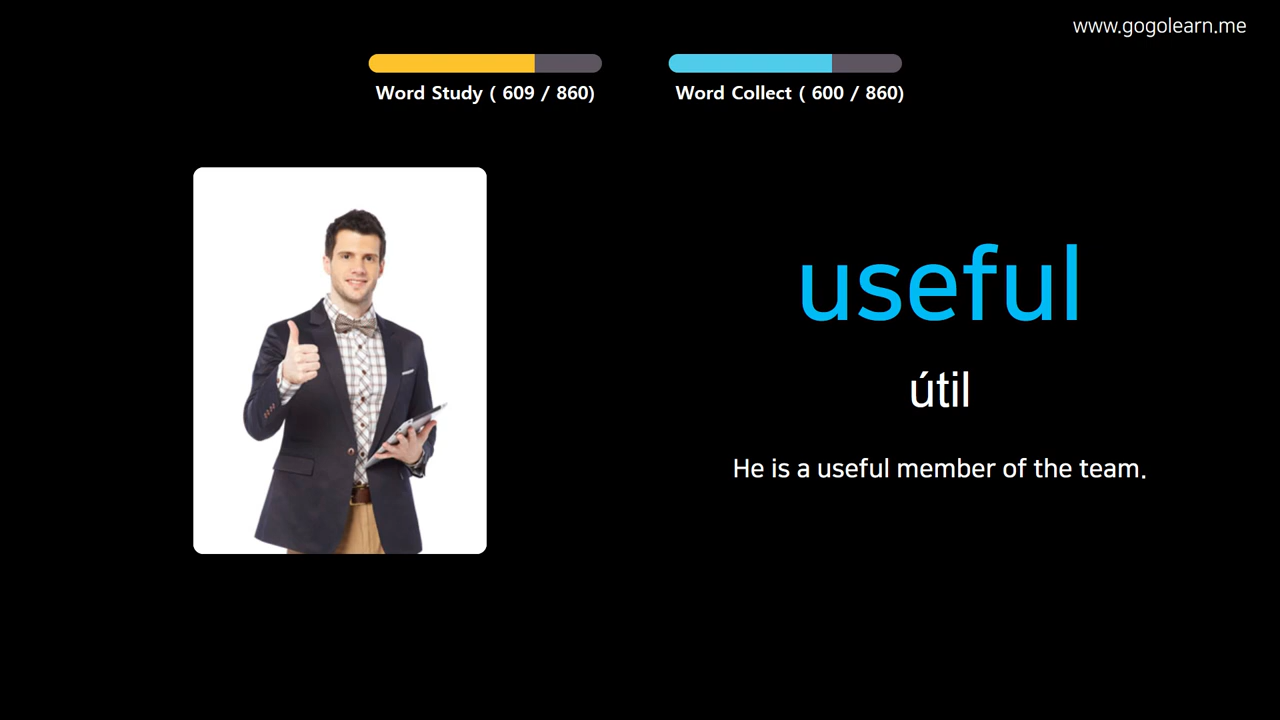 www.gogolearn.me
Word Study ( 609 / 860)
Word Collect ( 600 / 860)
useful
útil
He is a useful member of the team.